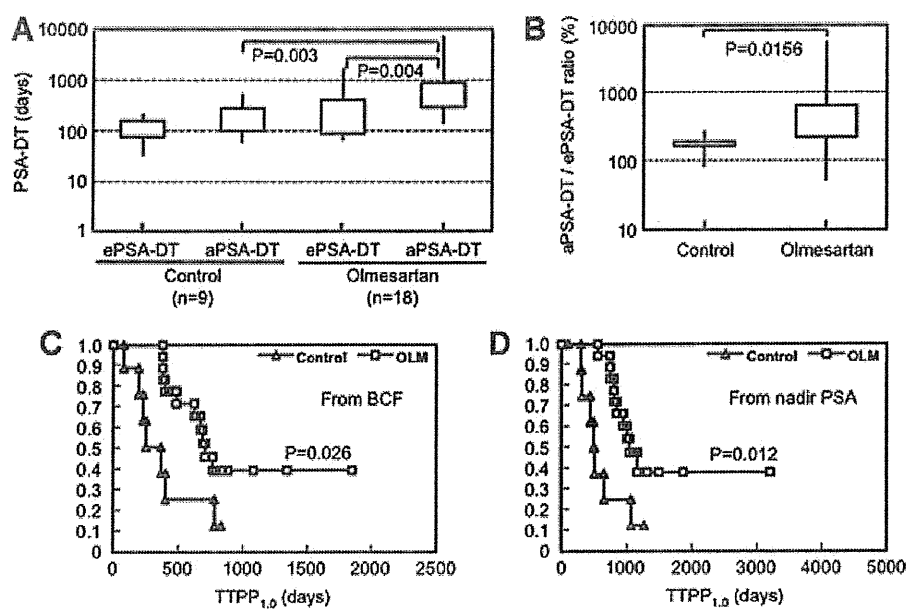 A
PSA-DT (days)
10000
1000
100
10
1
P=0.003
P=0.004
ePSA-DT aPSA-DT ePSA-DT aPSA-DT
Control Olmesartan
(n=9) (n=18)
B
aPSA-DT / ePSA-DT ratio (%)
10000
1000
100
10
P=0.0156
Control Olmesartan
C
1.0
0.9
0.8
0.7
0.6
0.5
0.4
0.3
0.2
0.1
0
Control OLM
From BCF
P=0.026
0 500 1000 1500 2000 2500
TTPP1.0 (days)
D
1.0
0.9
0.8
0.7
0.6
0.5
0.4
0.3
0.2
0.1
0
Control OLM
From nadir PSA
P=0.012
0 1000 2000 3000 4000 5000
TTPP1.0 (days)